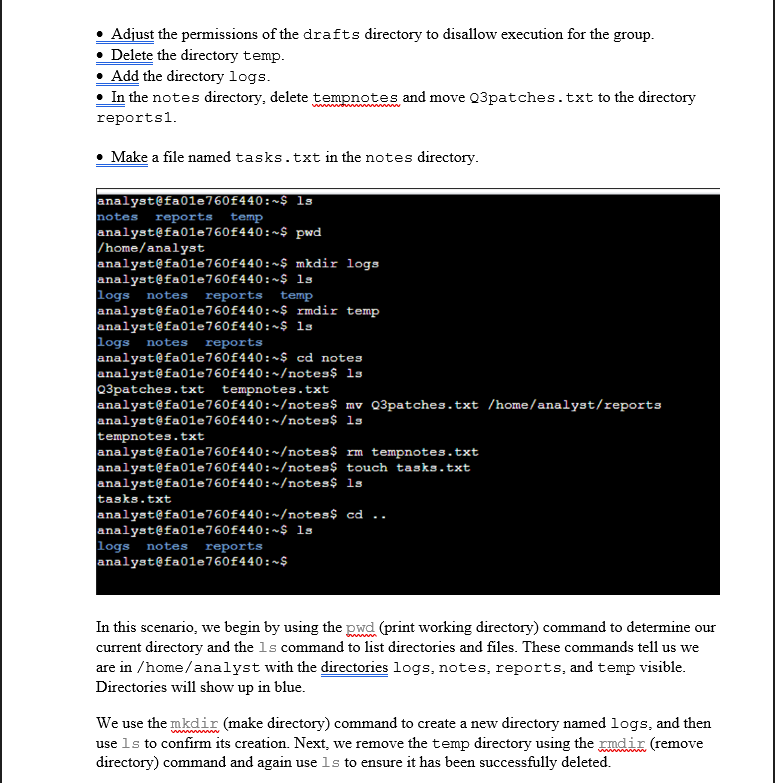 • Adjust the permissions of the drafts directory to disallow execution for the group.
• Delete the directory temp.
• Add the directory logs.
• In the notes directory, delete tempnotes and move Q3patches.txt to the directory
reports1.
• Make a file named tasks.txt in the notes directory.
analyst@fa01e760f440:~$ ls
notes  reports  temp
analyst@fa01e760f440:~$ pwd
/home/analyst
analyst@fa01e760f440:~$ mkdir logs
analyst@fa01e760f440:~$ ls
logs  notes  reports  temp
analyst@fa01e760f440:~$ rmdir temp
analyst@fa01e760f440:~$ ls
logs  notes  reports
analyst@fa01e760f440:~$ cd notes
analyst@fa01e760f440:~/notes$ ls
Q3patches.txt  tempnotes.txt
analyst@fa01e760f440:~/notes$ mv Q3patches.txt /home/analyst/reports
analyst@fa01e760f440:~/notes$ ls
tempnotes.txt
analyst@fa01e760f440:~/notes$ rm tempnotes.txt
analyst@fa01e760f440:~/notes$ touch tasks.txt
analyst@fa01e760f440:~/notes$ ls
tasks.txt
analyst@fa01e760f440:~/notes$ cd ..
analyst@fa01e760f440:~$ ls
logs  notes  reports
analyst@fa01e760f440:~$
In this scenario, we begin by using the pwd (print working directory) command to determine our
current directory and the ls command to list directories and files. These commands tell us we
are in /home/analyst with the directories logs, notes, reports, and temp visible.
Directories will show up in blue.
We use the mkdir (make directory) command to create a new directory named logs, and then
use ls to confirm its creation. Next, we remove the temp directory using the rmdir (remove
directory) command and again use ls to ensure it has been successfully deleted.